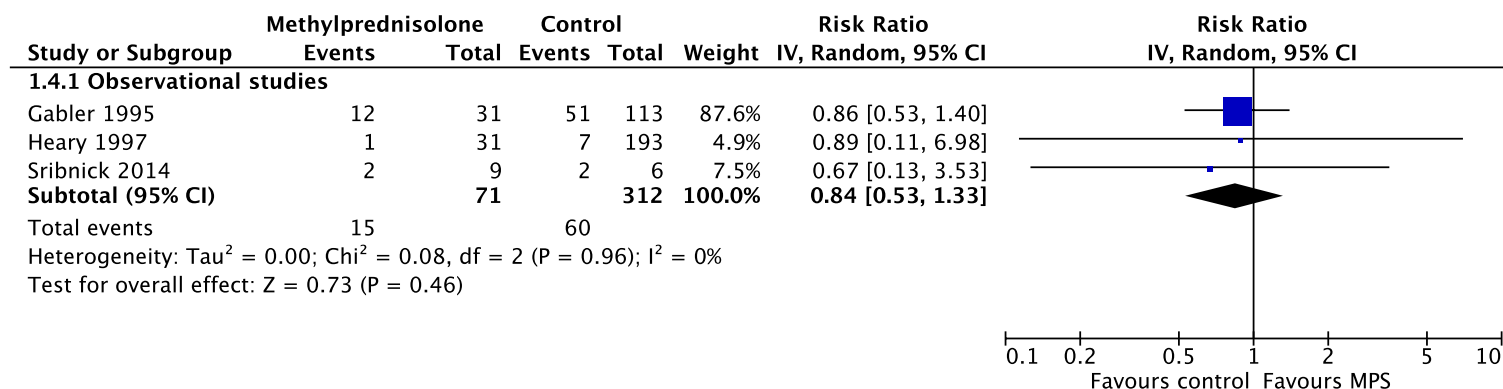 Methylprednisolone Control Risk Ratio Risk Ratio
Study or Subgroup Events Total Events Total Weight IV, Random, 95% CI IV, Random, 95% CI
1.4.1 Observational studies
Gabler 1995 12 31 51 113 87.6% 0.86 [0.53, 1.40]
Heary 1997 1 31 7 193 4.9% 0.89 [0.11, 6.98]
Sribnick 2014 2 9 2 6 7.5% 0.67 [0.13, 3.53]
Subtotal (95% CI) 71 312 100.0% 0.84 [0.53, 1.33]
Total events 15 60
Heterogeneity: Tau² = 0.00; Chi² = 0.08, df = 2 (P = 0.96); I² = 0%
Test for overall effect: Z = 0.73 (P = 0.46)
0.1 0.2 0.5 1 2 5 10
Favours control Favours MPS